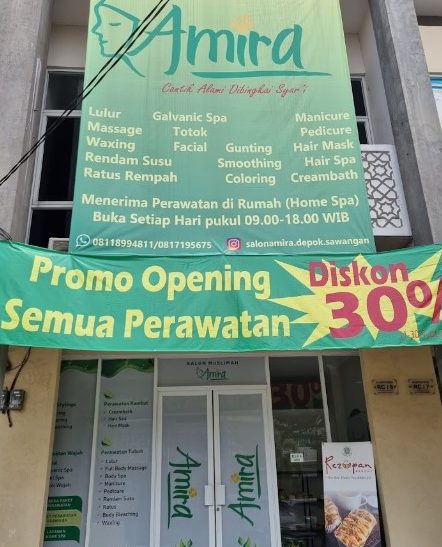 Amira
Cantik Alami Dibingkai Syar'i
Lulur Galvanic Spa Manicure
Massage Totok Pedicure
Waxing Facial Gunting Hair Mask
Rendam Susu Smoothing Hair Spa
Ratus Rempah Coloring Creambath
Menerima Perawatan di Rumah (Home Spa)
Buka Setiap Hari pukul 09.00-18.00 WIB
08118994811/0817195675 salonamira.depok.sawangan
Promo Opening Diskon
Semua Perawatan 30%
SALON MUSLIMAH
Amira
30%
Perawatan Rambut
• Creambath
• Hair Spa
• Hair Mask
Perawatan Tubuh
• Lulur
• Full Body Massage
• Body Spa
• Manicure
• Pedicure
• Rendam Susu
• Ratus
• Body Bleaching
• Waxing
Amira
Amira